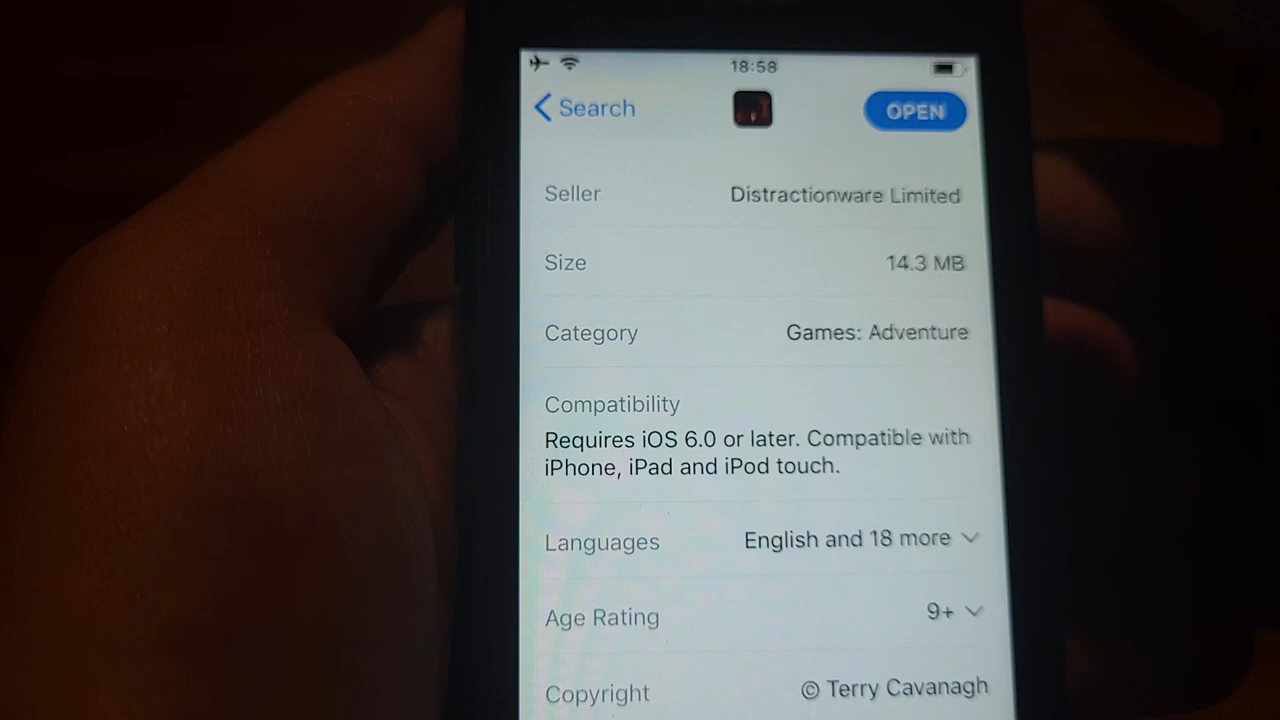 18:58
Search
OPEN
Seller Distractionware Limited
Size 14.3 MB
Category Games: Adventure
Compatibility
Requires iOS 6.0 or later. Compatible with
iPhone, iPad and iPod touch.
Languages English and 18 more
Age Rating 9+
Copyright © Terry Cavanagh